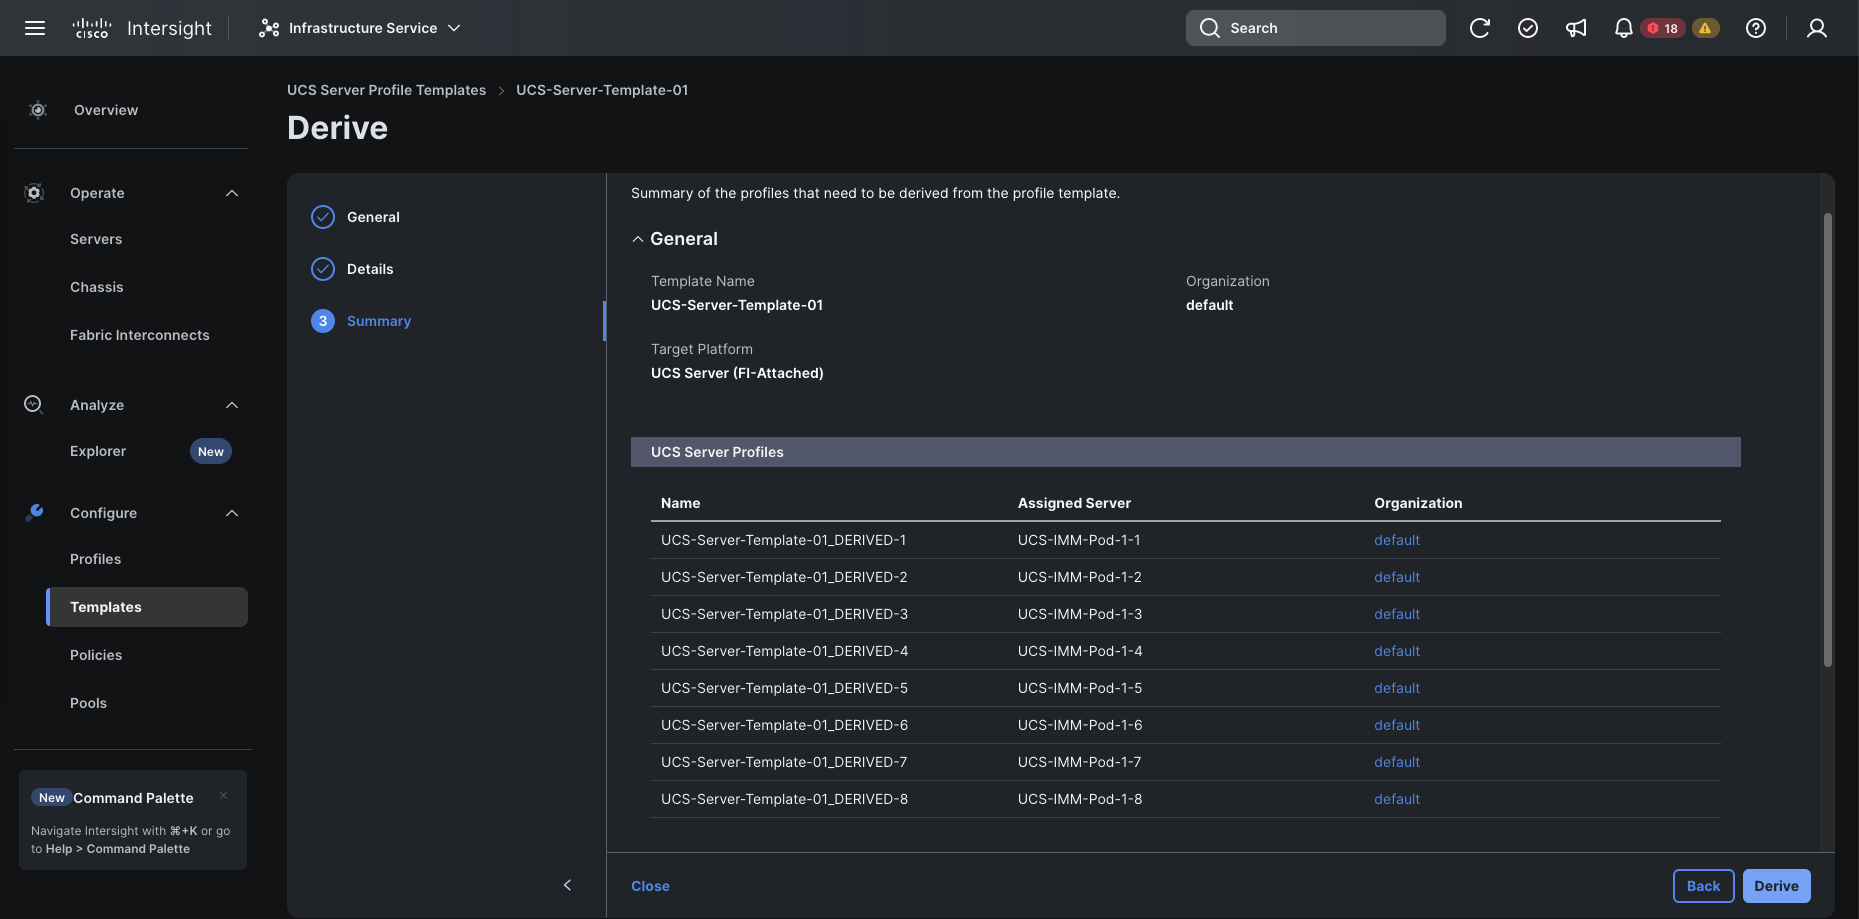 cisco Intersight Infrastructure Service Search 18
Overview
Operate
Servers
Chassis
Fabric Interconnects
Analyze
Explorer New
Configure
Profiles
Templates
Policies
Pools
New Command Palette ×
Navigate Intersight with ⌘+K or go
to Help > Command Palette
UCS Server Profile Templates > UCS-Server-Template-01
Derive
General
Details
3 Summary
Summary of the profiles that need to be derived from the profile template.
General
Template Name Organization
UCS-Server-Template-01 default
Target Platform
UCS Server (FI-Attached)
UCS Server Profiles
Name Assigned Server Organization
UCS-Server-Template-01_DERIVED-1 UCS-IMM-Pod-1-1 default
UCS-Server-Template-01_DERIVED-2 UCS-IMM-Pod-1-2 default
UCS-Server-Template-01_DERIVED-3 UCS-IMM-Pod-1-3 default
UCS-Server-Template-01_DERIVED-4 UCS-IMM-Pod-1-4 default
UCS-Server-Template-01_DERIVED-5 UCS-IMM-Pod-1-5 default
UCS-Server-Template-01_DERIVED-6 UCS-IMM-Pod-1-6 default
UCS-Server-Template-01_DERIVED-7 UCS-IMM-Pod-1-7 default
UCS-Server-Template-01_DERIVED-8 UCS-IMM-Pod-1-8 default
Close Back Derive